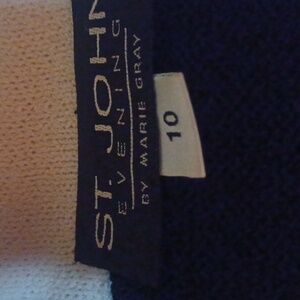 ST. JOHN
EVENING
BY MARIE GRAY
10